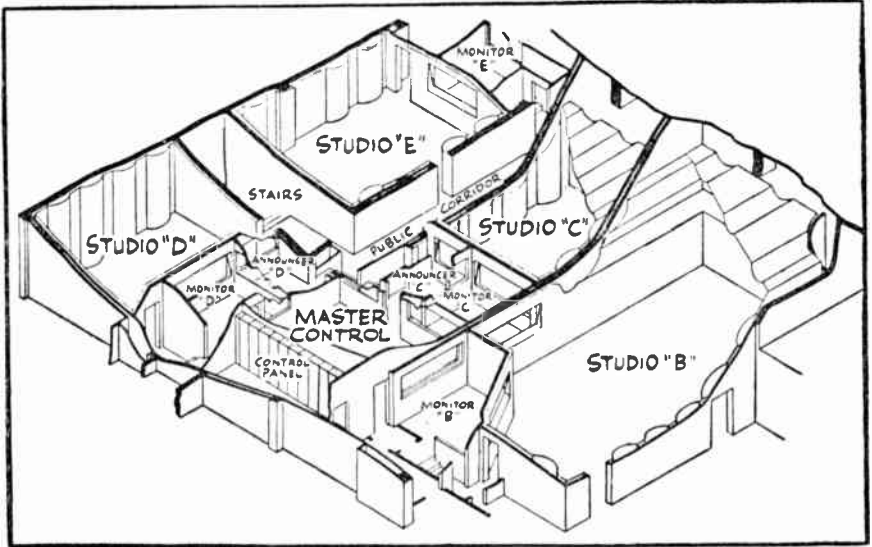 MONITOR
"E"
STUDIO "E"
STAIRS
CORRIDOR
PUBLIC
STUDIO "C"
STUDIO "D"
ANNOUNCER
"D"
MONITOR
"D"
ANNOUNCER
"C"
MONITOR
"C"
MASTER
CONTROL
CONTROL
PANEL
STUDIO "B"
MONITOR
"B"